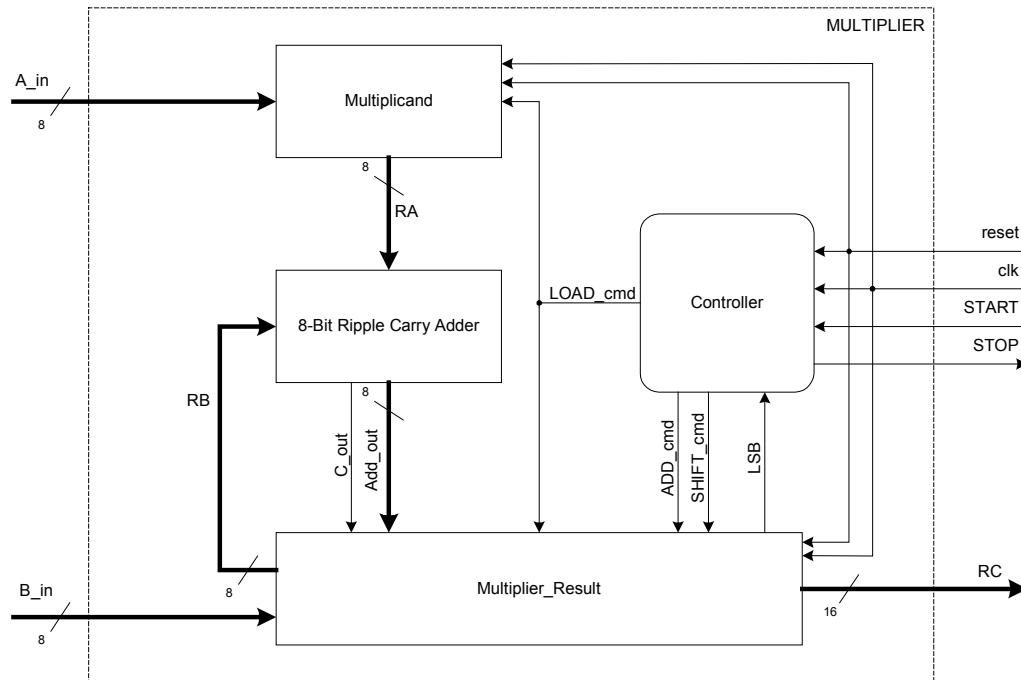 MULTIPLIER
A_in
8
Multiplicand
8
RA
reset
clk
LOAD_cmd
Controller
START
8-Bit Ripple Carry Adder
STOP
8
RB
C_out
Add_out
ADD_cmd
SHIFT_cmd
LSB
8
B_in
8
Multiplier_Result
RC
16